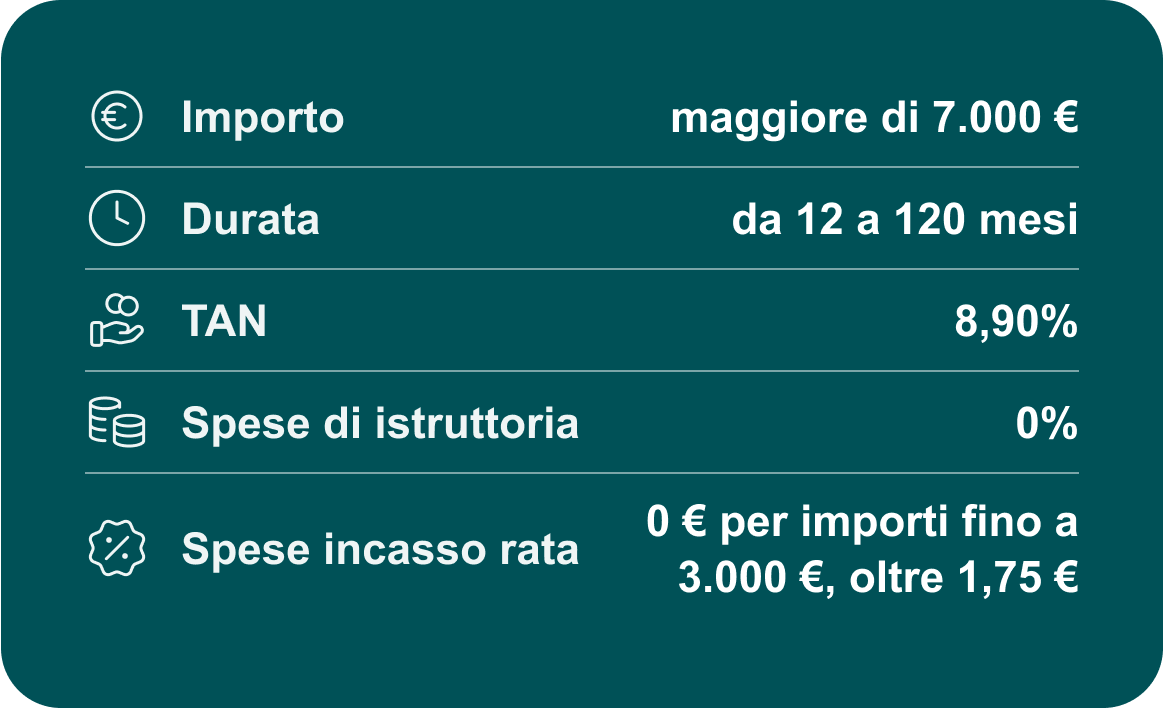 Importo maggiore di 7.000 €
Durata da 12 a 120 mesi
TAN 8,90%
Spese di istruttoria 0%
Spese incasso rata 0 € per importi fino a
3.000 €, oltre 1,75 €